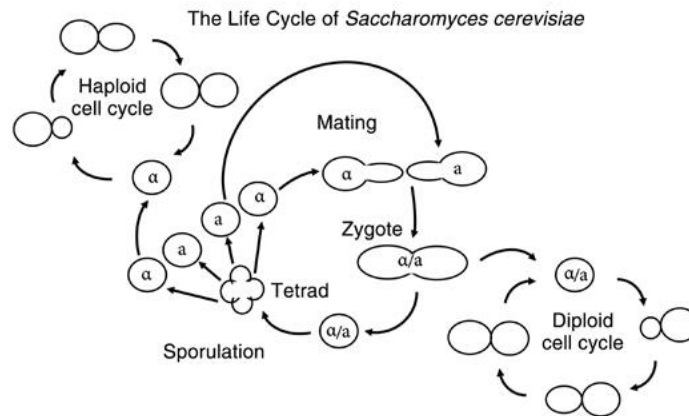 The Life Cycle of Saccharomyces cerevisiae
Haploid
cell cycle
Mating
α
a
α
α
a
a
α
Zygote
α/a
Tetrad
Sporulation
α/a
α/a
Diploid
cell cycle